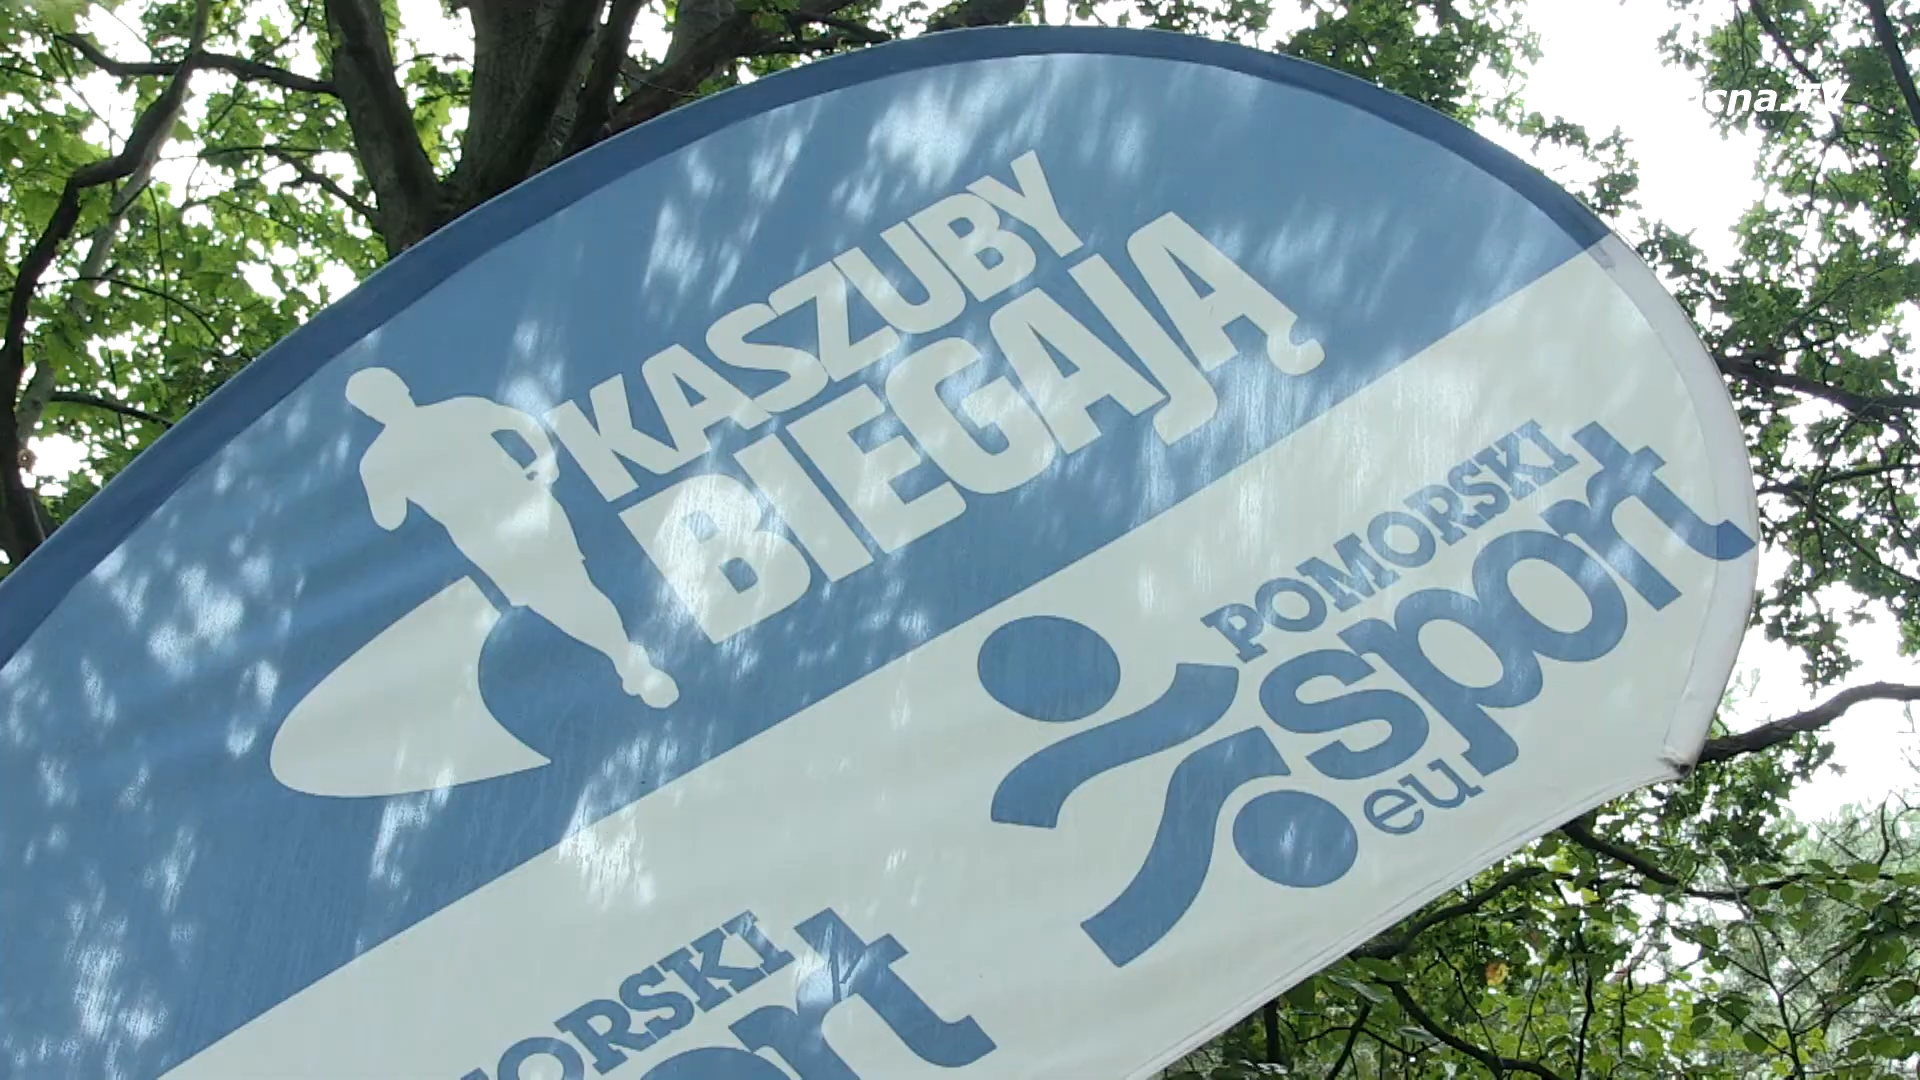 KASZUBY
BIEGAJĄ
POMORSKI
sport
eu